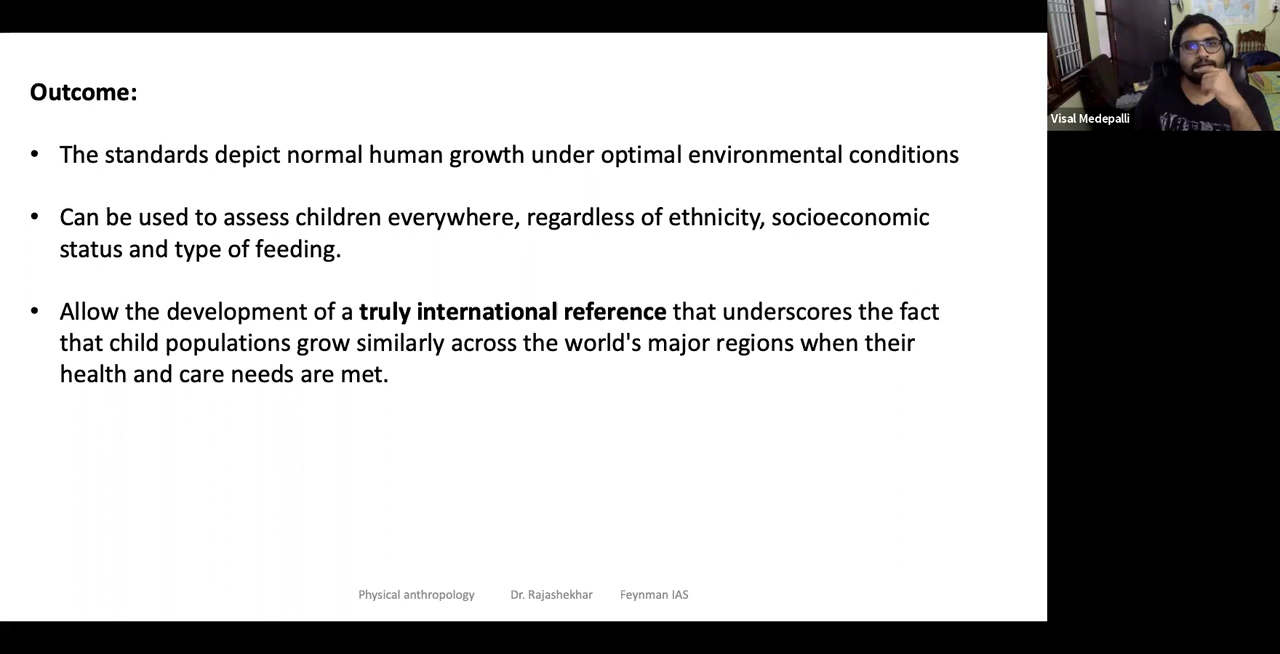 Outcome:
• The standards depict normal human growth under optimal environmental conditions
• Can be used to assess children everywhere, regardless of ethnicity, socioeconomic
status and type of feeding.
• Allow the development of a truly international reference that underscores the fact
that child populations grow similarly across the world's major regions when their
health and care needs are met.
Physical anthropology Dr. Rajashekhar Feynman IAS
Visal Medepalli